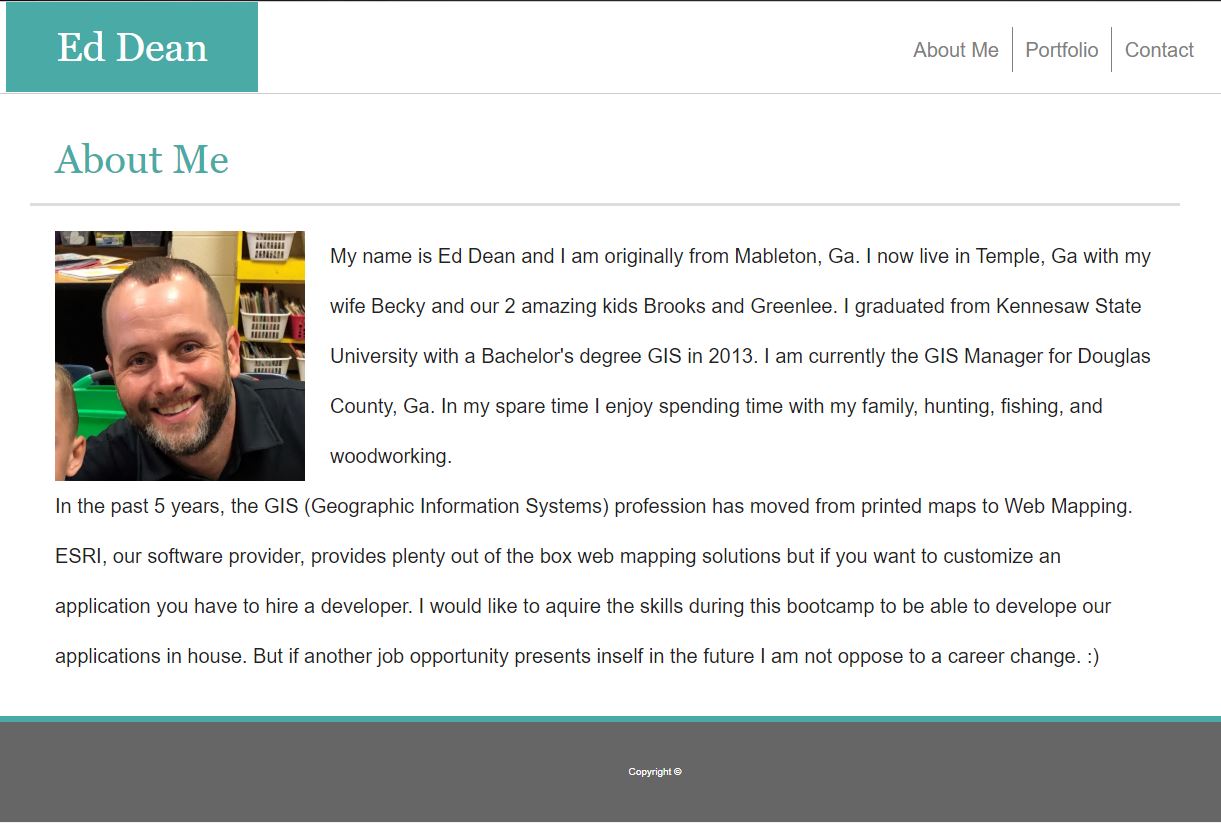 Ed Dean
About Me
Portfolio
Contact
About Me
My name is Ed Dean and I am originally from Mableton, Ga. I now live in Temple, Ga with my
wife Becky and our 2 amazing kids Brooks and Greenlee. I graduated from Kennesaw State
University with a Bachelor's degree GIS in 2013. I am currently the GIS Manager for Douglas
County, Ga. In my spare time I enjoy spending time with my family, hunting, fishing, and
woodworking.
In the past 5 years, the GIS (Geographic Information Systems) profession has moved from printed maps to Web Mapping.
ESRI, our software provider, provides plenty out of the box web mapping solutions but if you want to customize an
application you have to hire a developer. I would like to aquire the skills during this bootcamp to be able to develope our
applications in house. But if another job opportunity presents inself in the future I am not oppose to a career change. :)
Copyright ©